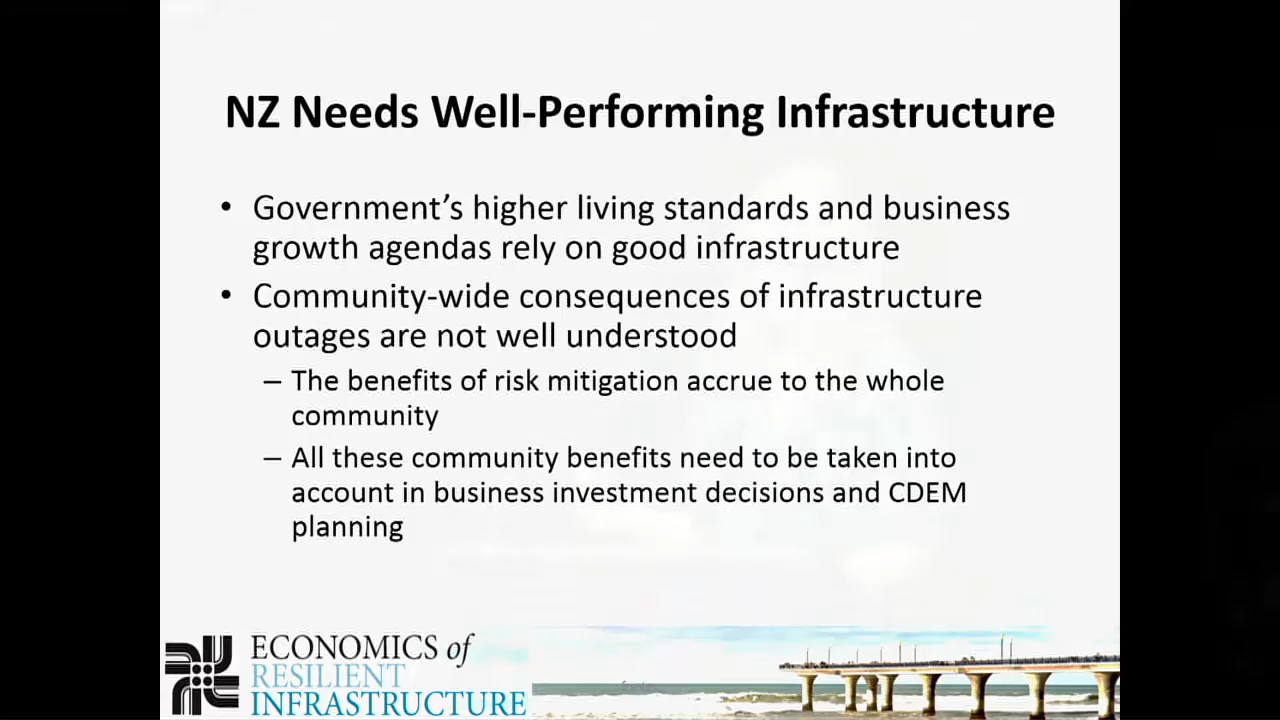 NZ Needs Well-Performing Infrastructure
• Government’s higher living standards and business
growth agendas rely on good infrastructure
• Community-wide consequences of infrastructure
outages are not well understood
– The benefits of risk mitigation accrue to the whole
community
– All these community benefits need to be taken into
account in business investment decisions and CDEM
planning
ECONOMICS of
RESILIENT
INFRASTRUCTURE